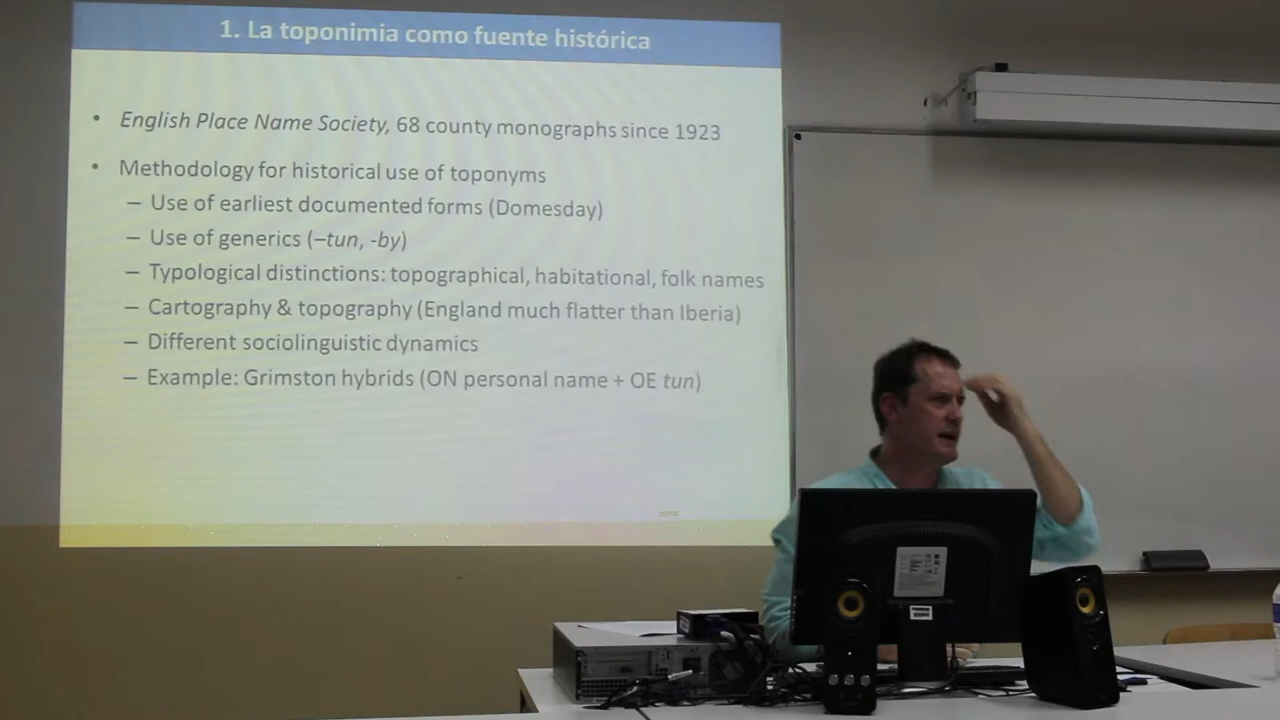 1. La toponimia como fuente histórica
• English Place Name Society, 68 county monographs since 1923
• Methodology for historical use of toponyms
– Use of earliest documented forms (Domesday)
– Use of generics (–tun, -by)
– Typological distinctions: topographical, habitational, folk names
– Cartography & topography (England much flatter than Iberia)
– Different sociolinguistic dynamics
– Example: Grimston hybrids (ON personal name + OE tun)